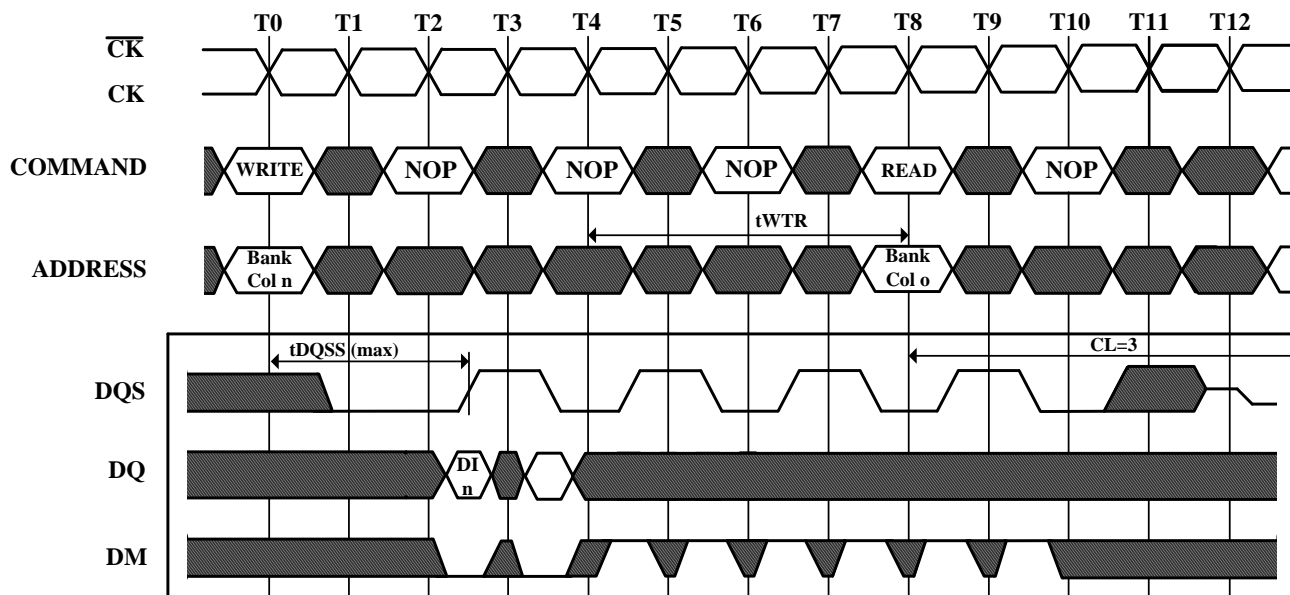 T0 T1 T2 T3 T4 T5 T6 T7 T8 T9 T10 T11 T12
CK
CK
COMMAND
WRITE NOP NOP NOP READ NOP
tWTR
ADDRESS
Bank
Col n
Bank
Col o
tDQSS (max)
CL=3
DQS
DQ
DI
n
DM